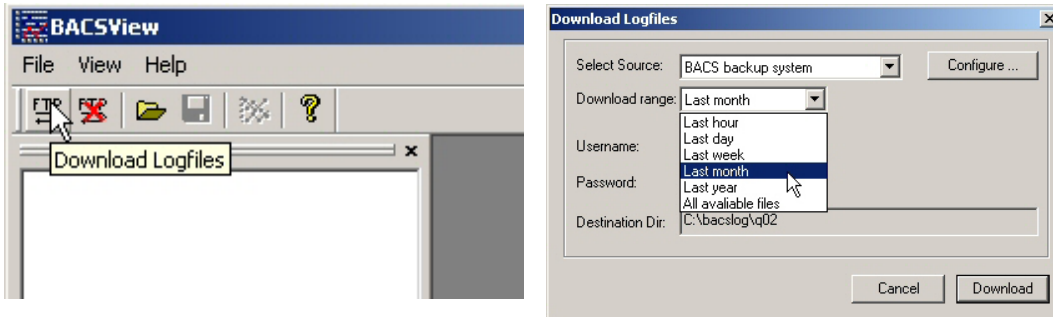 BACSView
File View Help
FTP FTP
Download Logfiles
Download Logfiles
Select Source: BACS backup system Configure ...
Download range: Last month
Last hour
Last day
Username:
Last week
Last month
Password:
Last year
All avaliable files
Destination Dir: C:\bacslog\q02
Cancel Download